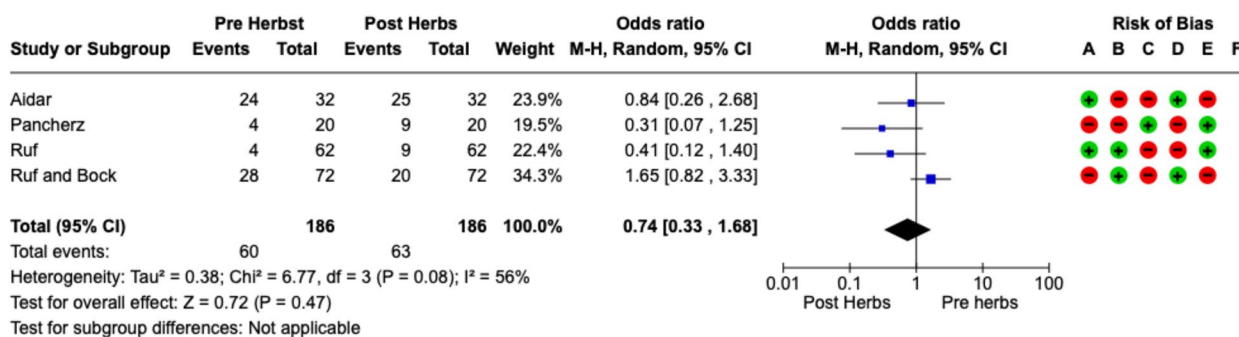 Pre Herbst Post Herbs Odds ratio Odds ratio Risk of Bias
Study or Subgroup Events Total Events Total Weight M-H, Random, 95% CI M-H, Random, 95% CI A B C D E F
Aidar 24 32 25 32 23.9% 0.84 [0.26 , 2.68] + - - + -
Pancherz 4 20 9 20 19.5% 0.31 [0.07 , 1.25] - - + - +
Ruf 4 62 9 62 22.4% 0.41 [0.12 , 1.40] + + - - +
Ruf and Bock 28 72 20 72 34.3% 1.65 [0.82 , 3.33] - + - + -
Total (95% CI) 186 186 100.0% 0.74 [0.33 , 1.68]
Total events: 60 63
Heterogeneity: Tau² = 0.38; Chi² = 6.77, df = 3 (P = 0.08); I² = 56%
0.01 0.1 1 10 100
Test for overall effect: Z = 0.72 (P = 0.47)
Post Herbs Pre herbs
Test for subgroup differences: Not applicable